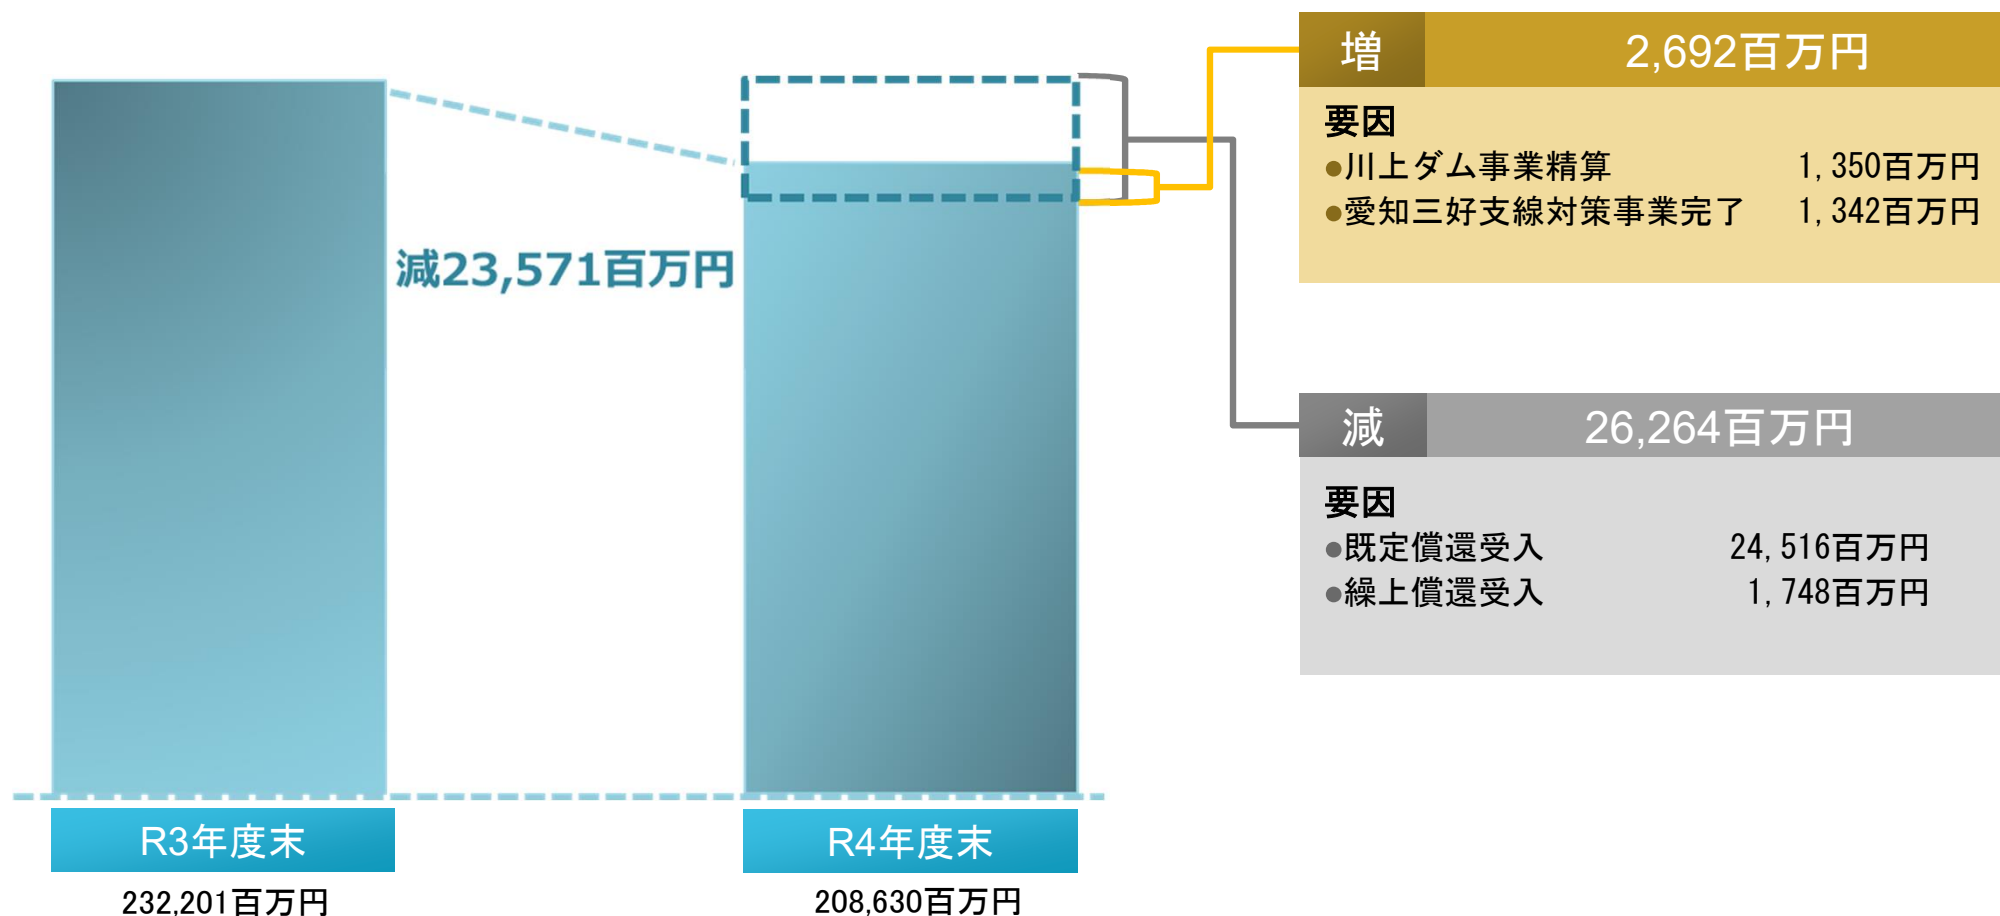 増 2,692百万円
要因
●川上ダム事業精算 1,350百万円
●愛知三好支線対策事業完了 1,342百万円
減23,571百万円
減 26,264百万円
要因
●既定償還受入 24,516百万円
●繰上償還受入 1,748百万円
R3年度末 R4年度末
232,201百万円 208,630百万円